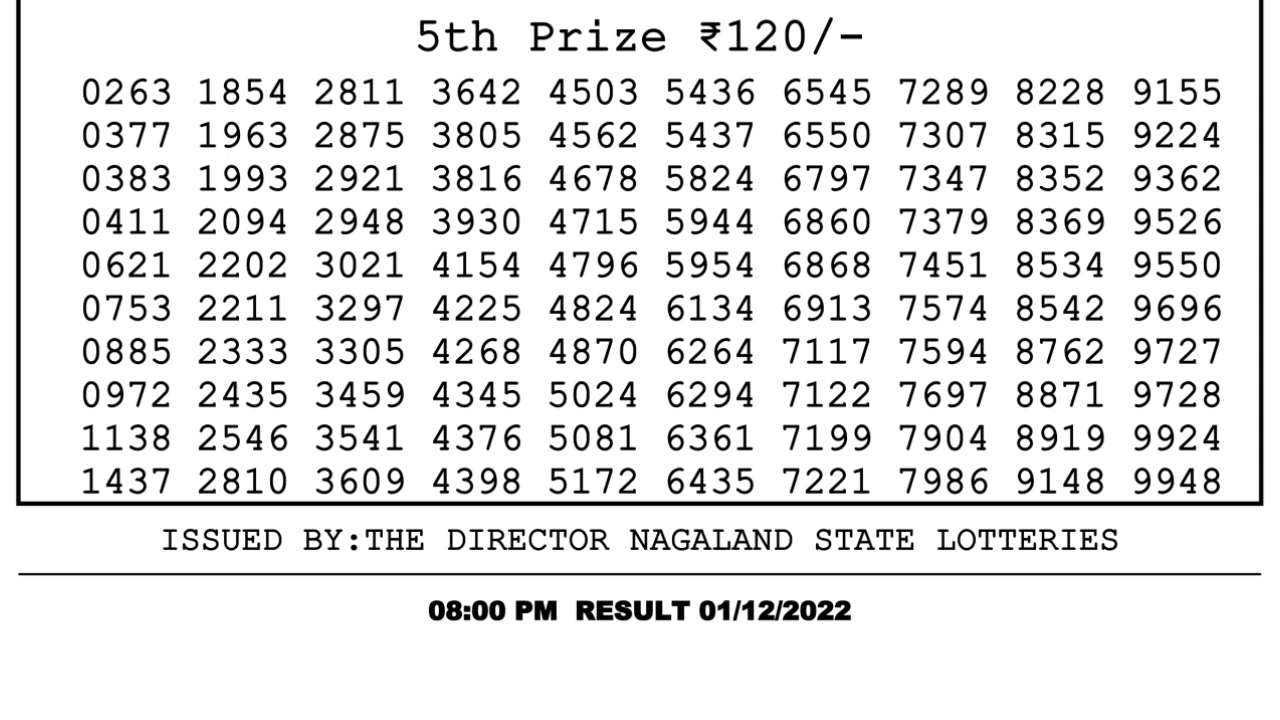 5th Prize ₹120/-
0263 1854 2811 3642 4503 5436 6545 7289 8228 9155
0377 1963 2875 3805 4562 5437 6550 7307 8315 9224
0383 1993 2921 3816 4678 5824 6797 7347 8352 9362
0411 2094 2948 3930 4715 5944 6860 7379 8369 9526
0621 2202 3021 4154 4796 5954 6868 7451 8534 9550
0753 2211 3297 4225 4824 6134 6913 7574 8542 9696
0885 2333 3305 4268 4870 6264 7117 7594 8762 9727
0972 2435 3459 4345 5024 6294 7122 7697 8871 9728
1138 2546 3541 4376 5081 6361 7199 7904 8919 9924
1437 2810 3609 4398 5172 6435 7221 7986 9148 9948
ISSUED BY:THE DIRECTOR NAGALAND STATE LOTTERIES
08:00 PM RESULT 01/12/2022